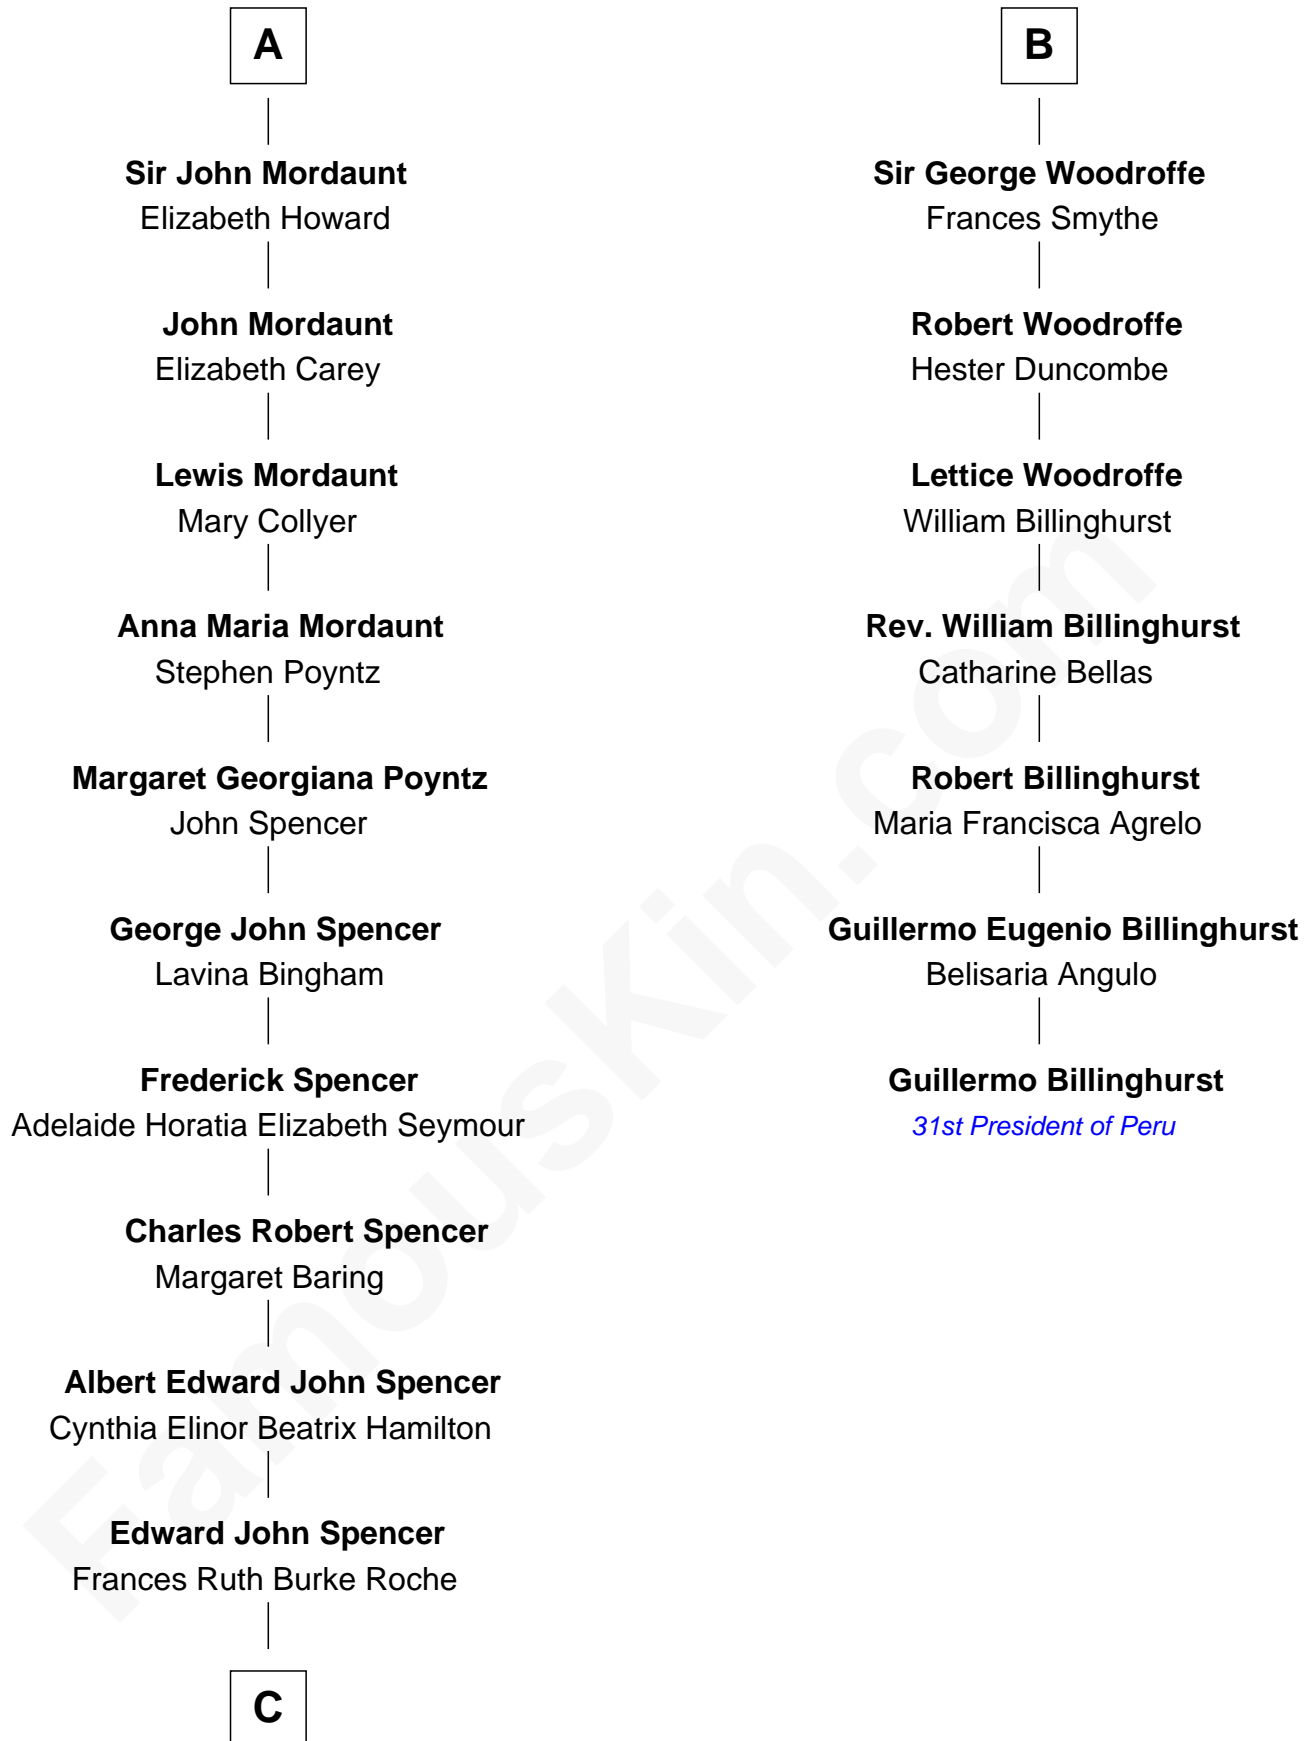 A
Sir John Mordaunt
Elizabeth Howard
John Mordaunt
Elizabeth Carey
Lewis Mordaunt
Mary Collyer
Anna Maria Mordaunt
Stephen Poyntz
Margaret Georgiana Poyntz
John Spencer
George John Spencer
Lavina Bingham
Frederick Spencer
Adelaide Horatia Elizabeth Seymour
Charles Robert Spencer
Margaret Baring
Albert Edward John Spencer
Cynthia Elinor Beatrix Hamilton
Edward John Spencer
Frances Ruth Burke Roche
C
B
Sir George Woodroffe
Frances Smythe
Robert Woodroffe
Hester Duncombe
Lettice Woodroffe
William Billinghurst
Rev. William Billinghurst
Catharine Bellas
Robert Billinghurst
Maria Francisca Agrelo
Guillermo Eugenio Billinghurst
Belisaria Angulo
Guillermo Billinghurst
31st President of Peru
FamousKin.com